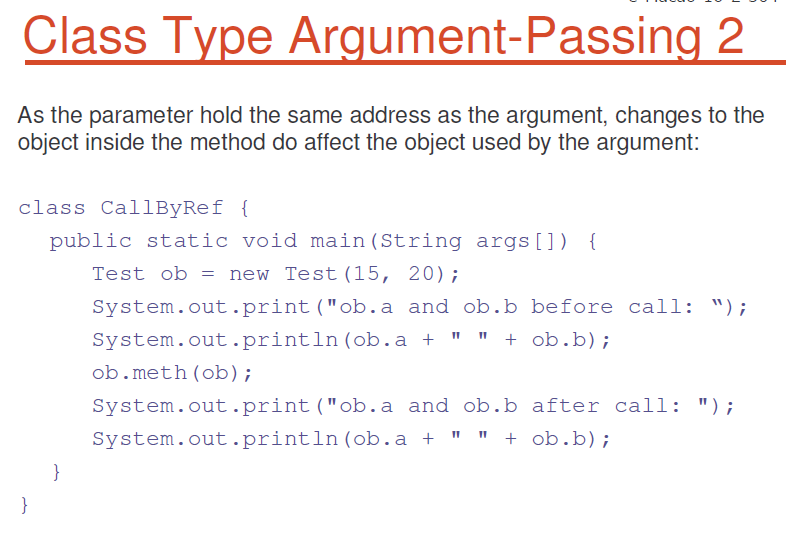 Class Type Argument-Passing 2
As the parameter hold the same address as the argument, changes to the
object inside the method do affect the object used by the argument:
class CallByRef {
public static void main(String args[]) {
Test ob = new Test(15, 20);
System.out.print("ob.a and ob.b before call: “);
System.out.println(ob.a + " " + ob.b);
ob.meth(ob);
System.out.print("ob.a and ob.b after call: ");
System.out.println(ob.a + " " + ob.b);
}
}